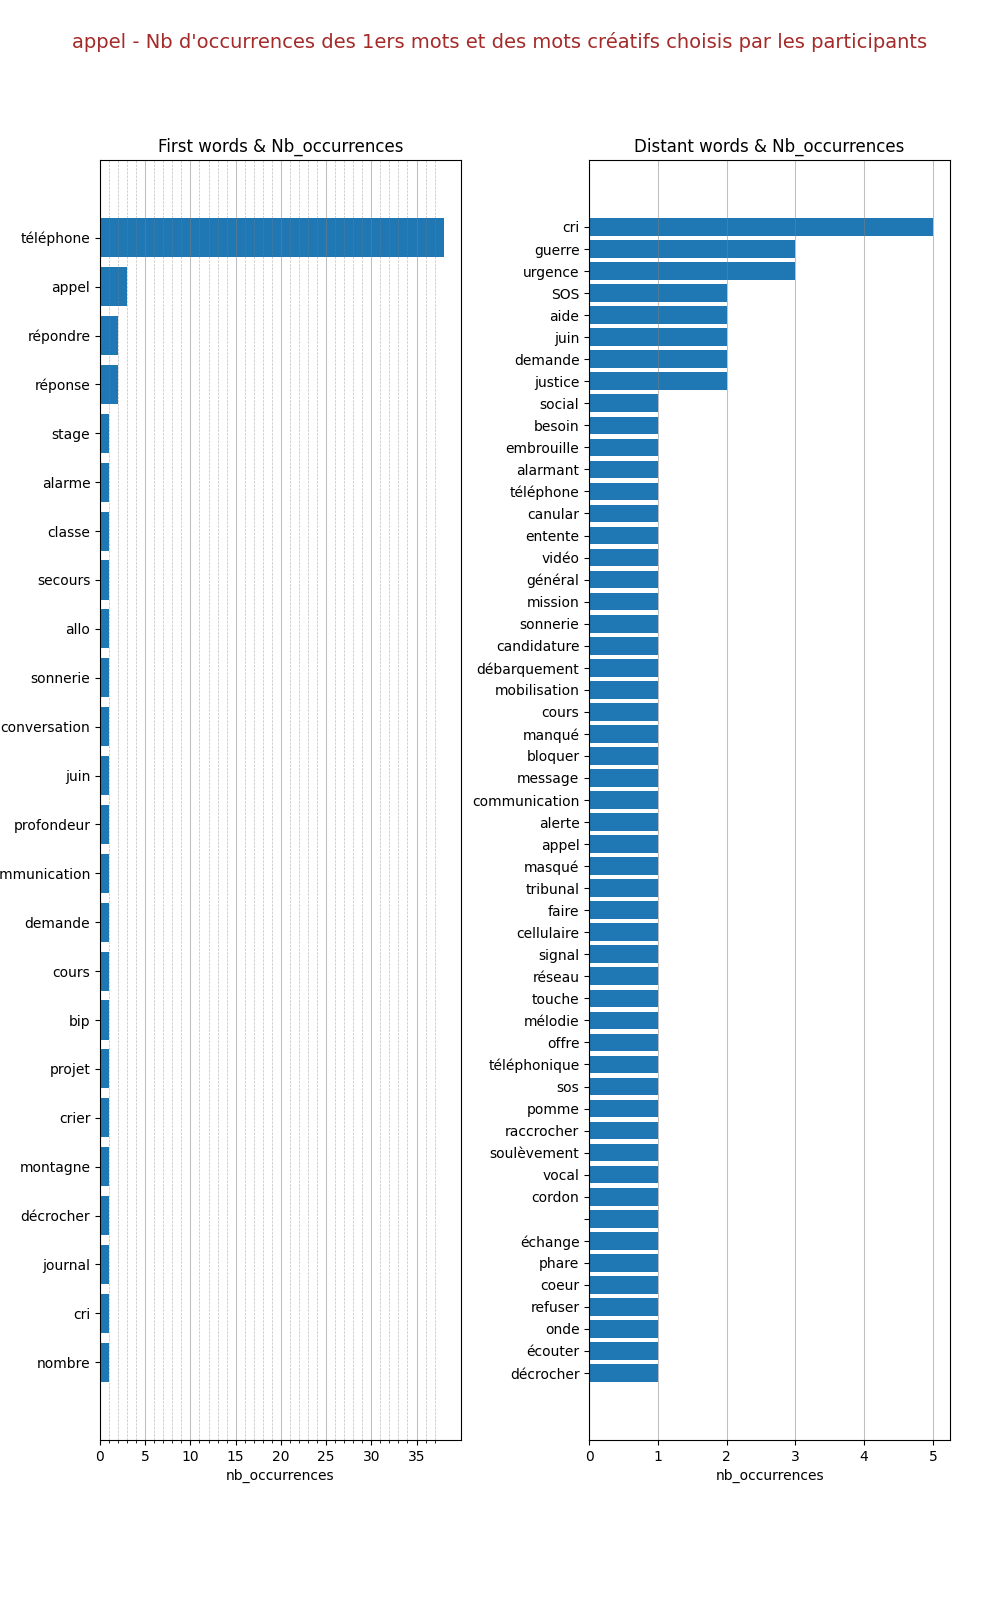 appel - Nb d'occurrences des 1ers mots et des mots créatifs choisis par les participants
First words & Nb_occurrences
téléphone
appel
répondre
réponse
stage
alarme
classe
secours
allo
sonnerie
conversation
juin
profondeur
mmunication
demande
cours
bip
projet
crier
montagne
décrocher
journal
cri
nombre
0 5 10 15 20 25 30 35
nb_occurrences
Distant words & Nb_occurrences
cri
guerre
urgence
SOS
aide
juin
demande
justice
social
besoin
embrouille
alarmant
téléphone
canular
entente
vidéo
général
mission
sonnerie
candidature
débarquement
mobilisation
cours
manqué
bloquer
message
communication
alerte
appel
masqué
tribunal
faire
cellulaire
signal
réseau
touche
mélodie
offre
téléphonique
sos
pomme
raccrocher
soulèvement
vocal
cordon
échange
phare
coeur
refuser
onde
écouter
décrocher
0 1 2 3 4 5
nb_occurrences